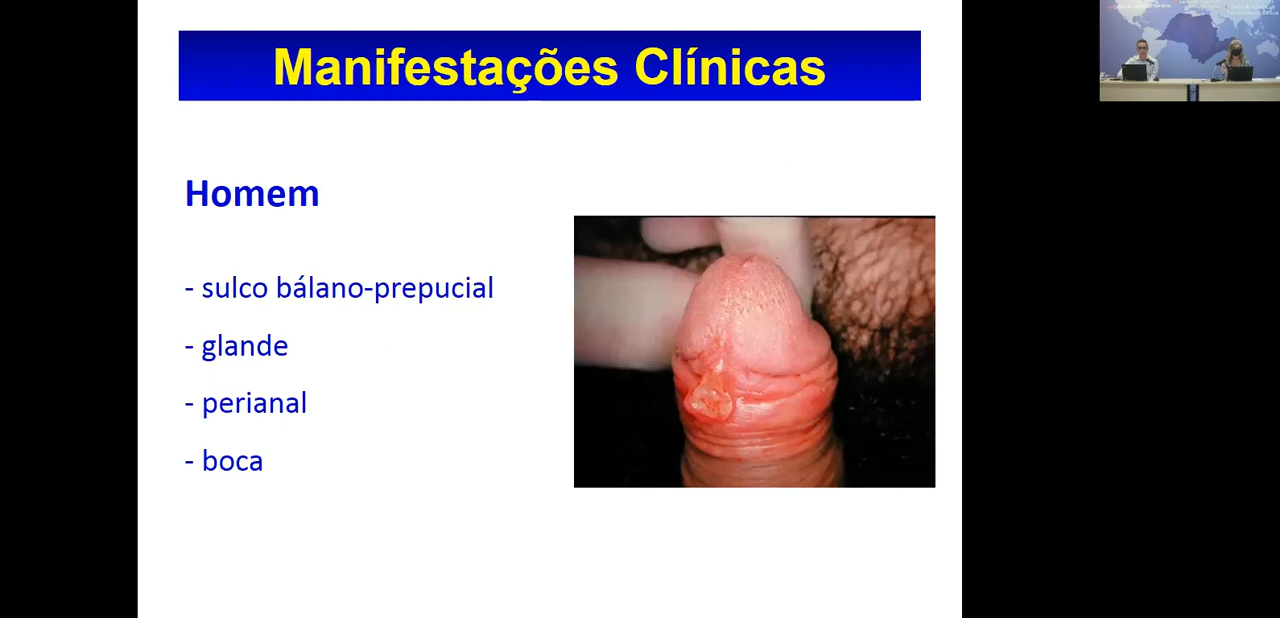 Manifestações Clínicas
Homem
- sulco bálano-prepucial
- glande
- perianal
- boca